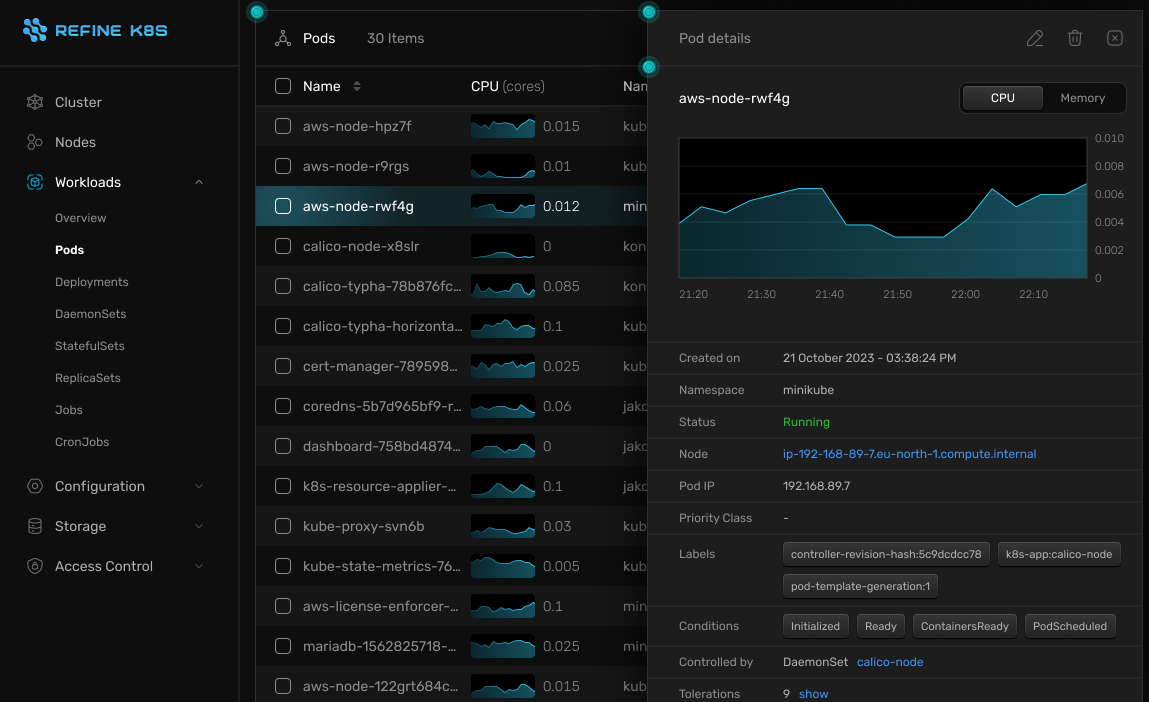 REFINE K8S
Cluster
Nodes
Workloads
Overview
Pods
Deployments
DaemonSets
StatefulSets
ReplicaSets
Jobs
CronJobs
Configuration
Storage
Access Control
Pods 30 Items
Name CPU (cores) Nan
aws-node-hpz7f 0.015 kub
aws-node-r9rgs 0.01 kub
aws-node-rwf4g 0.012 min
calico-node-x8slr 0 kon
calico-typha-78b876fc... 0.085 kon
calico-typha-horizonta... 0.1 kub
cert-manager-789598... 0.025 kub
coredns-5b7d965bf9-r... 0.06 jako
dashboard-758bd4874... 0 jako
k8s-resource-applier-... 0.1 jako
kube-proxy-svn6b 0.03 kub
kube-state-metrics-76... 0.005 kub
aws-license-enforcer-... 0.1 min
mariadb-1562825718-... 0.025 min
aws-node-122grt684c... 0.015 kub
Pod details
aws-node-rwf4g CPU Memory
0.010
0.008
0.006
0.004
0.002
0
21:20 21:30 21:40 21:50 22:00 22:10
Created on 21 October 2023 - 03:38:24 PM
Namespace minikube
Status Running
Node ip-192-168-89-7.eu-north-1.compute.internal
Pod IP 192.168.89.7
Priority Class -
Labels controller-revision-hash:5c9dcdcc78 k8s-app:calico-node
pod-template-generation:1
Conditions Initialized Ready ContainersReady PodScheduled
Controlled by DaemonSet calico-node
Tolerations 9 show